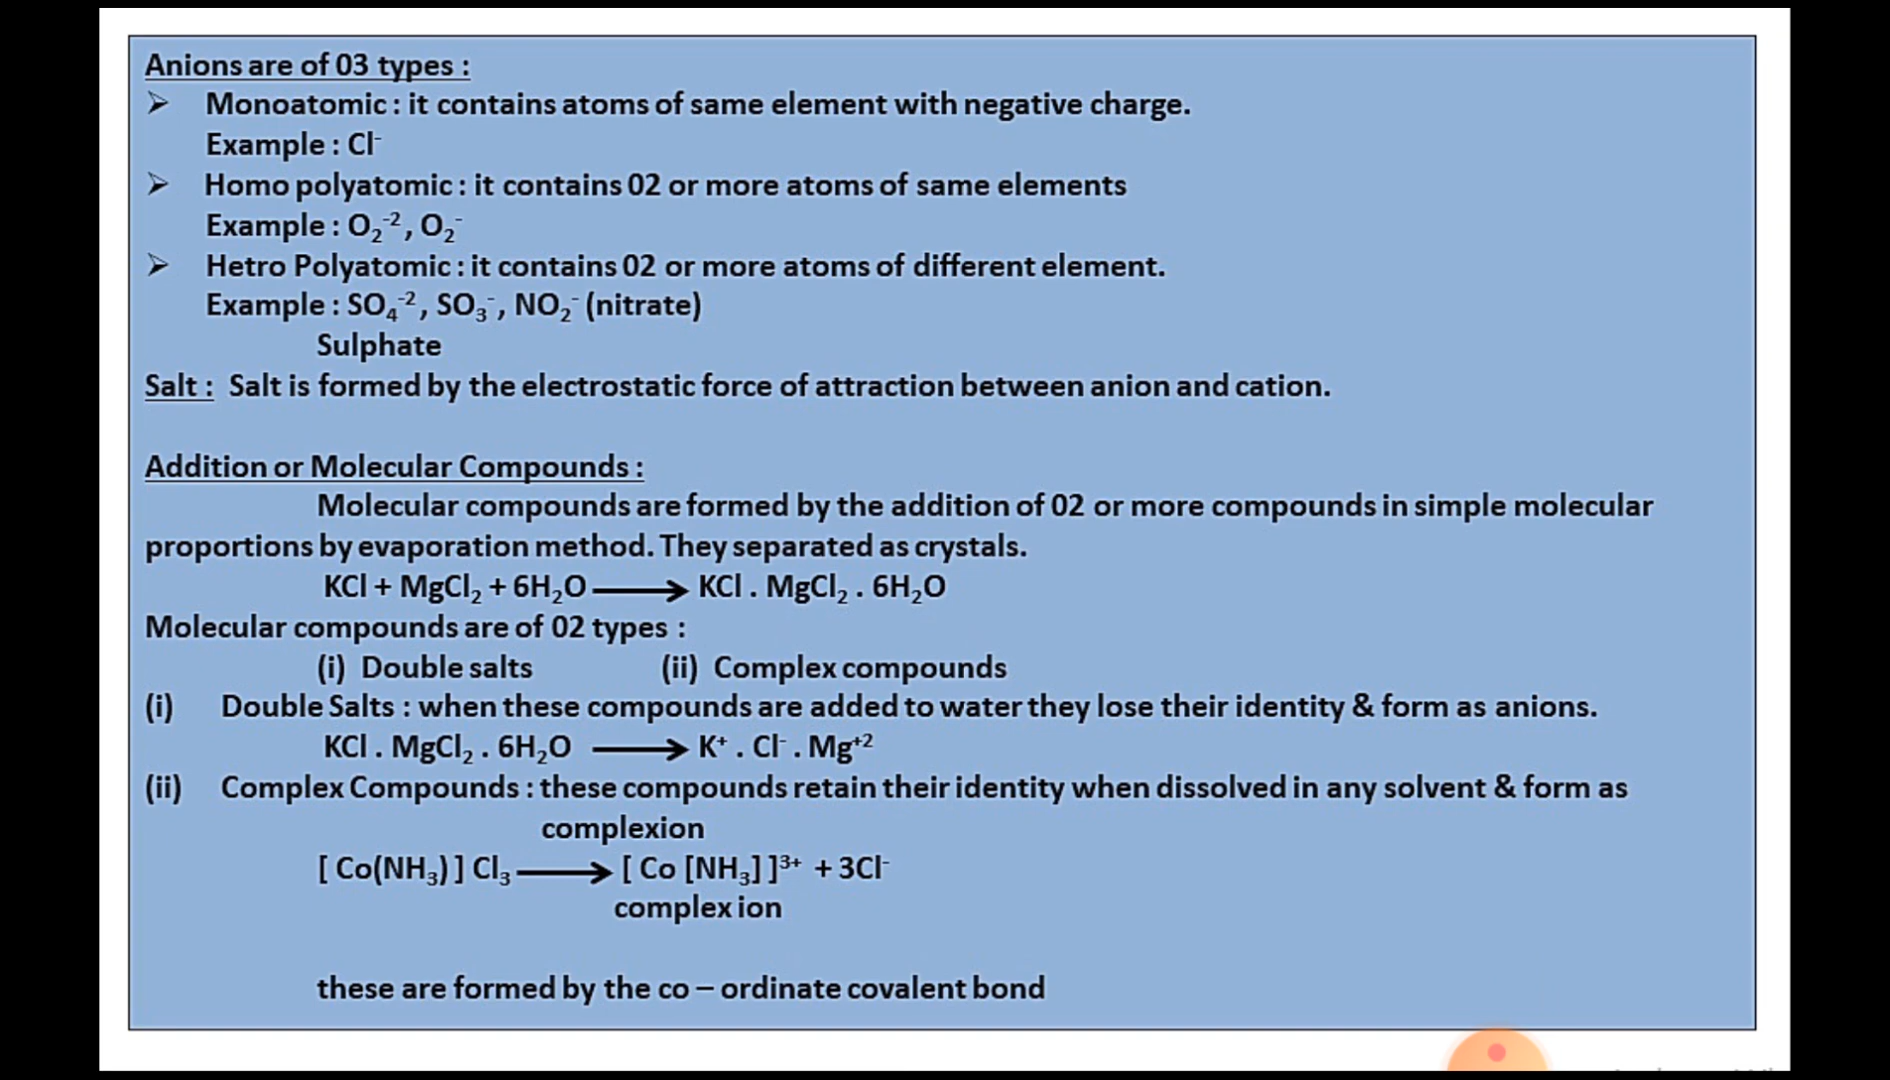 Anions are of 03 types :
➢ Monoatomic : it contains atoms of same element with negative charge.
Example : Cl⁻
➢ Homo polyatomic : it contains 02 or more atoms of same elements
Example : O₂⁻², O₂⁻
➢ Hetro Polyatomic : it contains 02 or more atoms of different element.
Example : SO₄⁻², SO₃⁻, NO₂⁻ (nitrate)
Sulphate
Salt : Salt is formed by the electrostatic force of attraction between anion and cation.
Addition or Molecular Compounds :
Molecular compounds are formed by the addition of 02 or more compounds in simple molecular
proportions by evaporation method. They separated as crystals.
KCl + MgCl₂ + 6H₂O ⟶ KCl . MgCl₂ . 6H₂O
Molecular compounds are of 02 types :
(i) Double salts (ii) Complex compounds
(i) Double Salts : when these compounds are added to water they lose their identity & form as anions.
KCl . MgCl₂ . 6H₂O ⟶ K⁺ . Cl⁻ . Mg⁺²
(ii) Complex Compounds : these compounds retain their identity when dissolved in any solvent & form as
complexion
[ Co(NH₃) ] Cl₃ ⟶ [ Co [NH₃] ]³⁺ + 3Cl⁻
complex ion
these are formed by the co – ordinate covalent bond